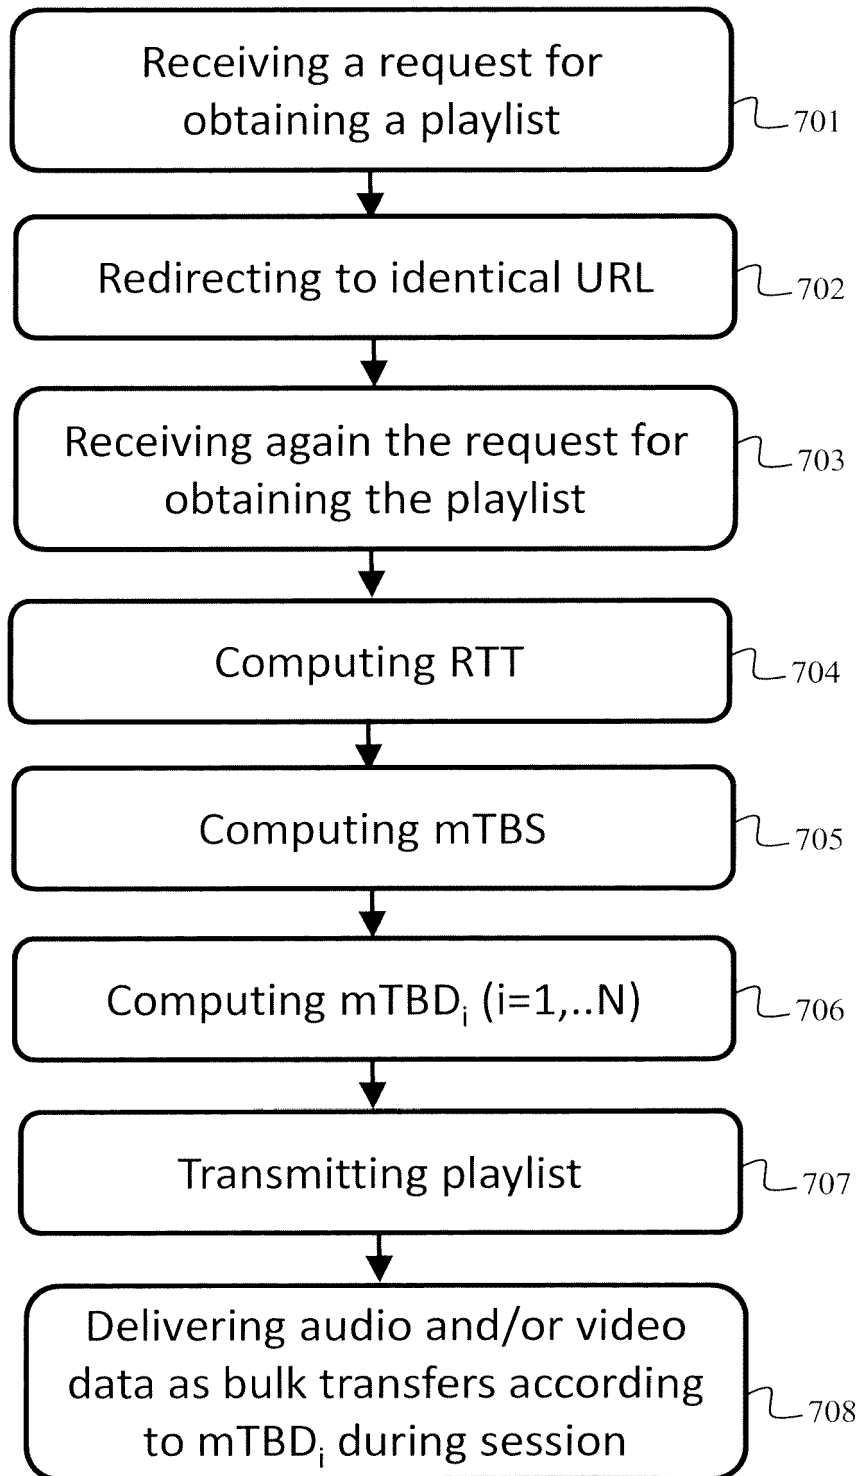 Receiving a request for
obtaining a playlist
701
Redirecting to identical URL
702
Receiving again the request for
obtaining the playlist
703
Computing RTT
704
Computing mTBS
705
Computing mTBDᵢ (i=1,..N)
706
Transmitting playlist
707
Delivering audio and/or video
data as bulk transfers according
to mTBDᵢ during session
708